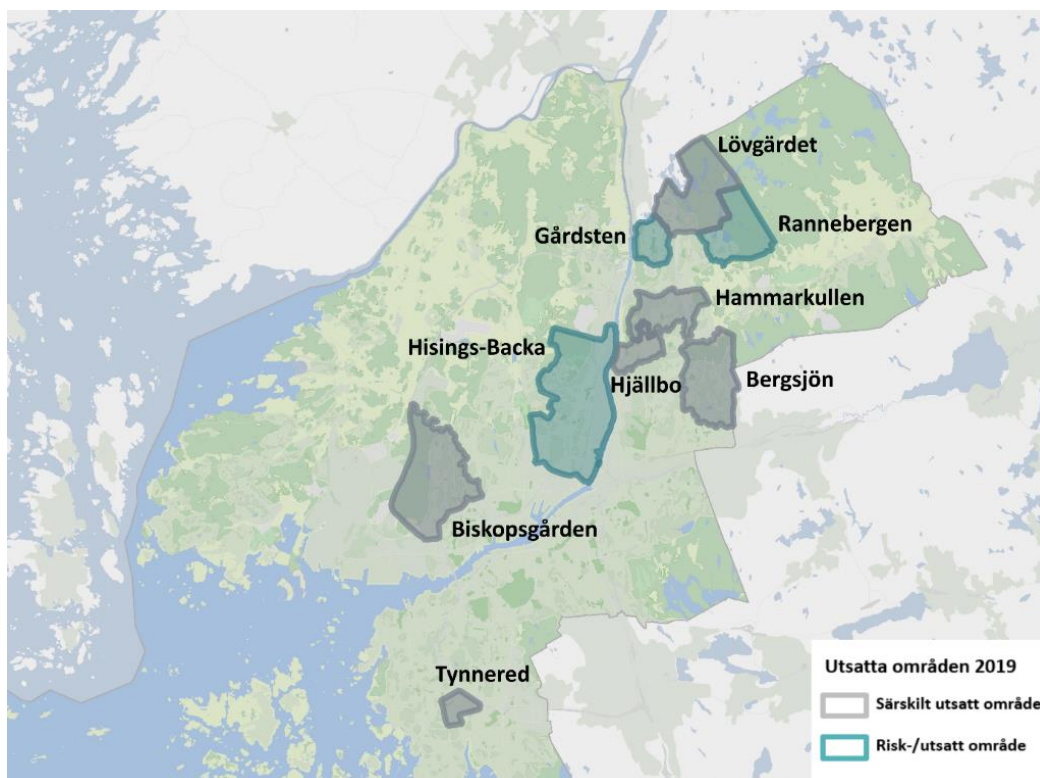 Lövgärdet
Gårdsten
Rannebergen
Hammarkullen
Hisings-Backa
Hjällbo
Bergsjön
Biskopsgården
Tynnered
Utsatta områden 2019
Särskilt utsatt område
Risk-/utsatt område